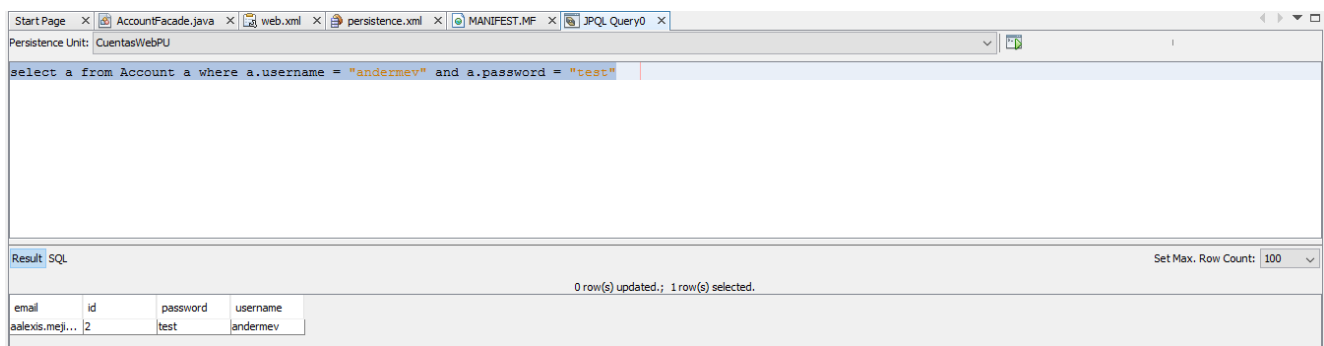 Start Page AccountFacade.java web.xml persistence.xml MANIFEST.MF JPQL Query0
Persistence Unit: CuentasWebPU
select a from Account a where a.username = "andermev" and a.password = "test"
Result SQL Set Max. Row Count: 100
0 row(s) updated.; 1 row(s) selected.
email id password username
aalexis.meji... 2 test andermev